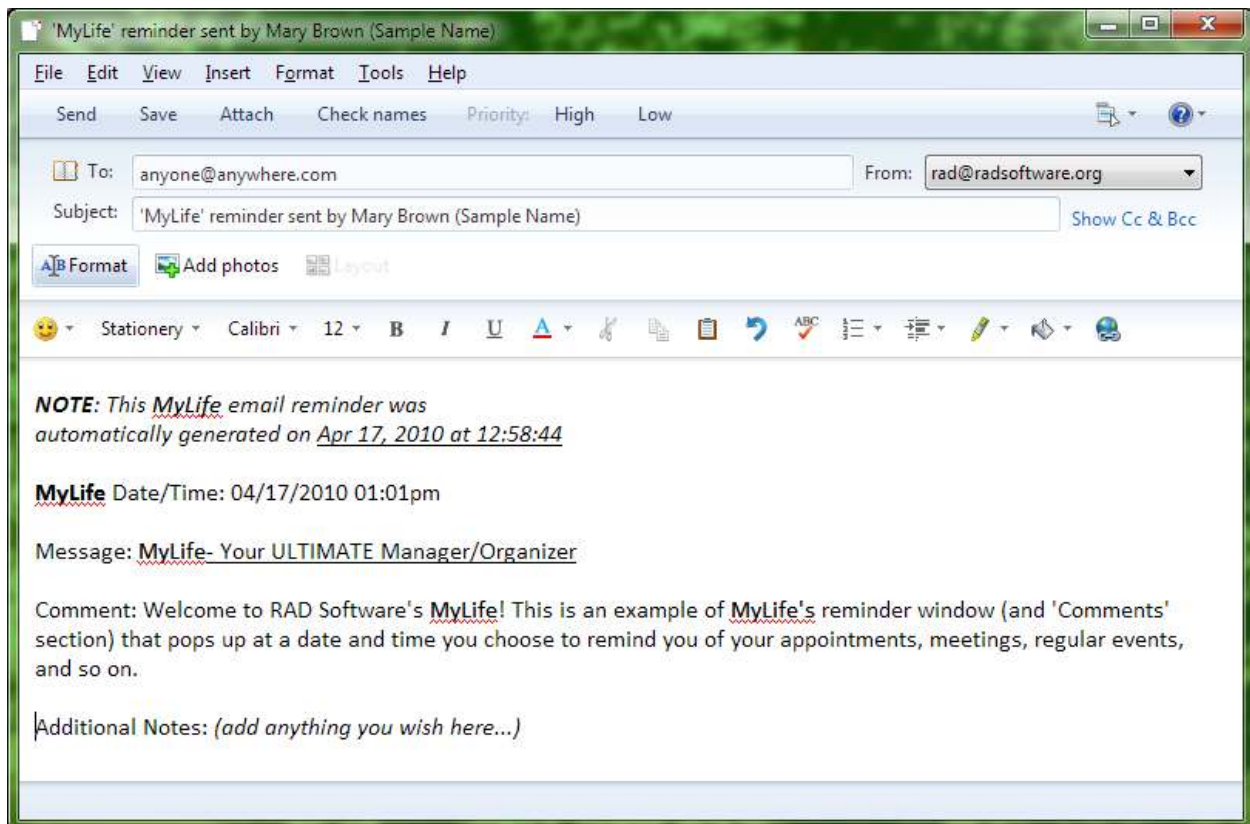 'MyLife' reminder sent by Mary Brown (Sample Name)
File Edit View Insert Format Tools Help
Send Save Attach Check names Priority: High Low
To: anyone@anywhere.com From: rad@radsoftware.org
Subject: 'MyLife' reminder sent by Mary Brown (Sample Name) Show Cc & Bcc
A|B Format Add photos Layout
Stationery Calibri 12 B I U A ABC
NOTE: This MyLife email reminder was
automatically generated on Apr 17, 2010 at 12:58:44
MyLife Date/Time: 04/17/2010 01:01pm
Message: MyLife- Your ULTIMATE Manager/Organizer
Comment: Welcome to RAD Software's MyLife! This is an example of MyLife's reminder window (and 'Comments'
section) that pops up at a date and time you choose to remind you of your appointments, meetings, regular events,
and so on.
Additional Notes: (add anything you wish here...)